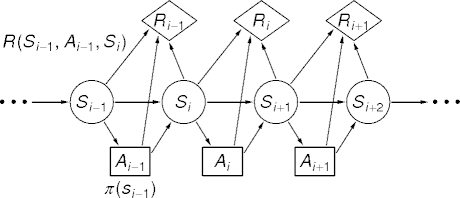 R_{i−1} R_i R_{i+1}
R(S_{i−1}, A_{i−1}, S_i)
••• S_{i−1} S_i S_{i+1} S_{i+2} •••
A_{i−1} A_i A_{i+1}
π(s_{i−1})